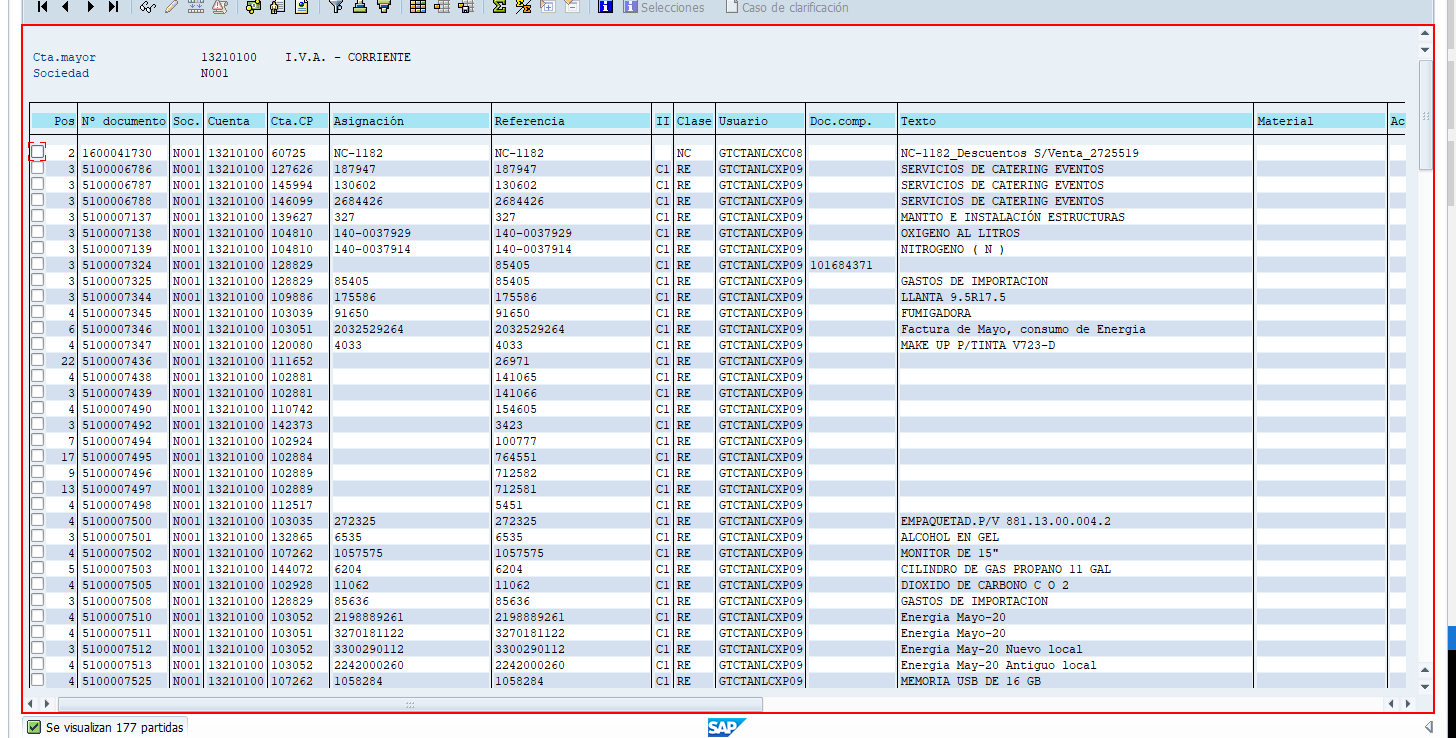 Selecciones Caso de clarificación
Cta.mayor 13210100 I.V.A. - CORRIENTE
Sociedad N001
Pos Nº documento Soc. Cuenta Cta.CP Asignación Referencia II Clase Usuario Doc.comp. Texto Material Ac
2 1600041730 N001 13210100 60725 NC-1182 NC-1182 NC GTCTANLCXC08 NC-1182_Descuentos S/Venta_2725519
3 5100006786 N001 13210100 127626 187947 187947 C1 RE GTCTANLCXP09 SERVICIOS DE CATERING EVENTOS
3 5100006787 N001 13210100 145994 130602 130602 C1 RE GTCTANLCXP09 SERVICIOS DE CATERING EVENTOS
3 5100006788 N001 13210100 146099 2684426 2684426 C1 RE GTCTANLCXP09 SERVICIOS DE CATERING EVENTOS
3 5100007137 N001 13210100 139627 327 327 C1 RE GTCTANLCXP09 MANTTO E INSTALACIÓN ESTRUCTURAS
3 5100007138 N001 13210100 104810 140-0037929 140-0037929 C1 RE GTCTANLCXP09 OXIGENO AL LITROS
3 5100007139 N001 13210100 104810 140-0037914 140-0037914 C1 RE GTCTANLCXP09 NITROGENO ( N )
3 5100007324 N001 13210100 128829 85405 C1 RE GTCTANLCXP09 101684371
3 5100007325 N001 13210100 128829 85405 85405 C1 RE GTCTANLCXP09 GASTOS DE IMPORTACION
3 5100007344 N001 13210100 109886 175586 175586 C1 RE GTCTANLCXP09 LLANTA 9.5R17.5
4 5100007345 N001 13210100 103039 91650 91650 C1 RE GTCTANLCXP09 FUMIGADORA
6 5100007346 N001 13210100 103051 2032529264 2032529264 C1 RE GTCTANLCXP09 Factura de Mayo, consumo de Energia
4 5100007347 N001 13210100 120080 4033 4033 C1 RE GTCTANLCXP09 MAKE UP P/TINTA V723-D
22 5100007436 N001 13210100 111652 26971 C1 RE GTCTANLCXP09
4 5100007438 N001 13210100 102881 141065 C1 RE GTCTANLCXP09
3 5100007439 N001 13210100 102881 141066 C1 RE GTCTANLCXP09
4 5100007490 N001 13210100 110742 154605 C1 RE GTCTANLCXP09
3 5100007492 N001 13210100 142373 3423 C1 RE GTCTANLCXP09
7 5100007494 N001 13210100 102924 100777 C1 RE GTCTANLCXP09
17 5100007495 N001 13210100 102884 764551 C1 RE GTCTANLCXP09
9 5100007496 N001 13210100 102889 712582 C1 RE GTCTANLCXP09
13 5100007497 N001 13210100 102889 712581 C1 RE GTCTANLCXP09
4 5100007498 N001 13210100 112517 5451 C1 RE GTCTANLCXP09
4 5100007500 N001 13210100 103035 272325 272325 C1 RE GTCTANLCXP09 EMPAQUETAD.P/V 881.13.00.004.2
3 5100007501 N001 13210100 132865 6535 6535 C1 RE GTCTANLCXP09 ALCOHOL EN GEL
4 5100007502 N001 13210100 107262 1057575 1057575 C1 RE GTCTANLCXP09 MONITOR DE 15"
5 5100007503 N001 13210100 144072 6204 6204 C1 RE GTCTANLCXP09 CILINDRO DE GAS PROPANO 11 GAL
4 5100007505 N001 13210100 102928 11062 11062 C1 RE GTCTANLCXP09 DIOXIDO DE CARBONO C O 2
3 5100007508 N001 13210100 128829 85636 85636 C1 RE GTCTANLCXP09 GASTOS DE IMPORTACION
4 5100007510 N001 13210100 103052 2198889261 2198889261 C1 RE GTCTANLCXP09 Energia Mayo-20
4 5100007511 N001 13210100 103051 3270181122 3270181122 C1 RE GTCTANLCXP09 Energia Mayo-20
3 5100007512 N001 13210100 103052 3300290112 3300290112 C1 RE GTCTANLCXP09 Energia May-20 Nuevo local
4 5100007513 N001 13210100 103052 2242000260 2242000260 C1 RE GTCTANLCXP09 Energia May-20 Antiguo local
4 5100007525 N001 13210100 107262 1058284 1058284 C1 RE GTCTANLCXP09 MEMORIA USB DE 16 GB
Se visualizan 177 partidas SAP